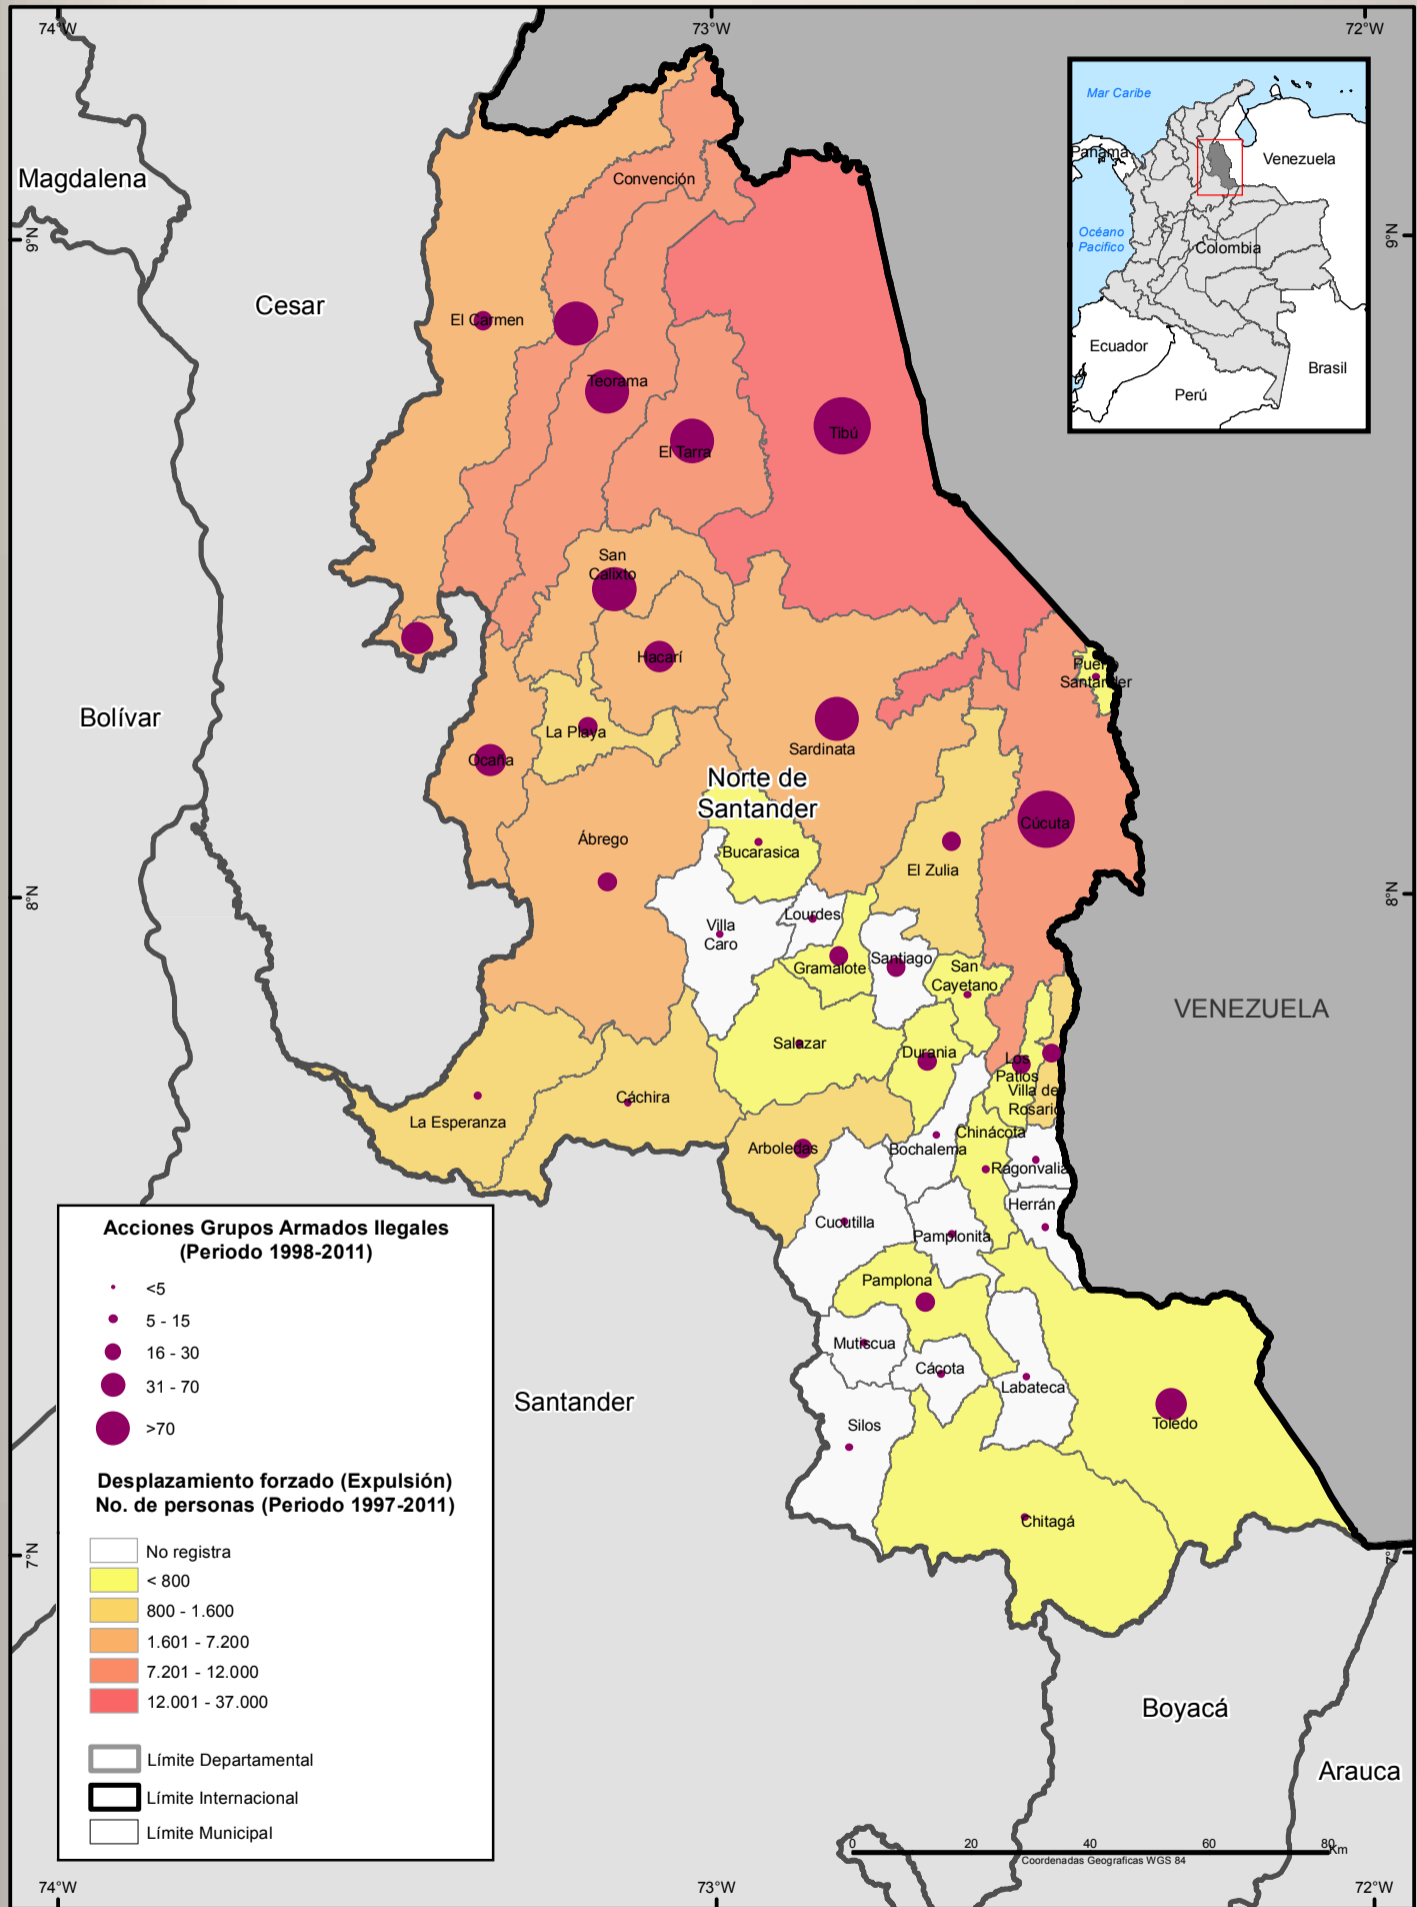 74°W
73°W
72°W
Mar Caribe
Panamá
Venezuela
Océano
Pacífico
Colombia
Ecuador
Perú
Brasil
Magdalena
9°N
9°N
Convención
Cesar
El Carmen
Teorama
El Tarra
Tibú
San
Calixto
Hacarí
Puerto
Santander
Bolívar
La Playa
Ocaña
Sardinata
Norte de
Santander
Ábrego
Cúcuta
Bucarasica
El Zulia
8°N
8°N
Villa
Caro
Lourdes
Gramalote
Santiago
San
Cayetano
VENEZUELA
Salazar
Durania
Los
Patios
Villa del
Rosario
La Esperanza
Cáchira
Arboledas
Bochalema
Chinácota
Ragonvalia
Herrán
Cucutilla
Pamplonita
Pamplona
Mutiscua
Cácota
Labateca
Santander
Silos
Toledo
Chitagá
7°N
7°N
Acciones Grupos Armados Ilegales
(Periodo 1998-2011)
<5
5 - 15
16 - 30
31 - 70
>70
Desplazamiento forzado (Expulsión)
No. de personas (Periodo 1997-2011)
No registra
< 800
800 - 1.600
1.601 - 7.200
7.201 - 12.000
12.001 - 37.000
Límite Departamental
Límite Internacional
Límite Municipal
Boyacá
Arauca
0 20 40 60 80 Km
Coordenadas Geograficas WGS 84
74°W
73°W
72°W